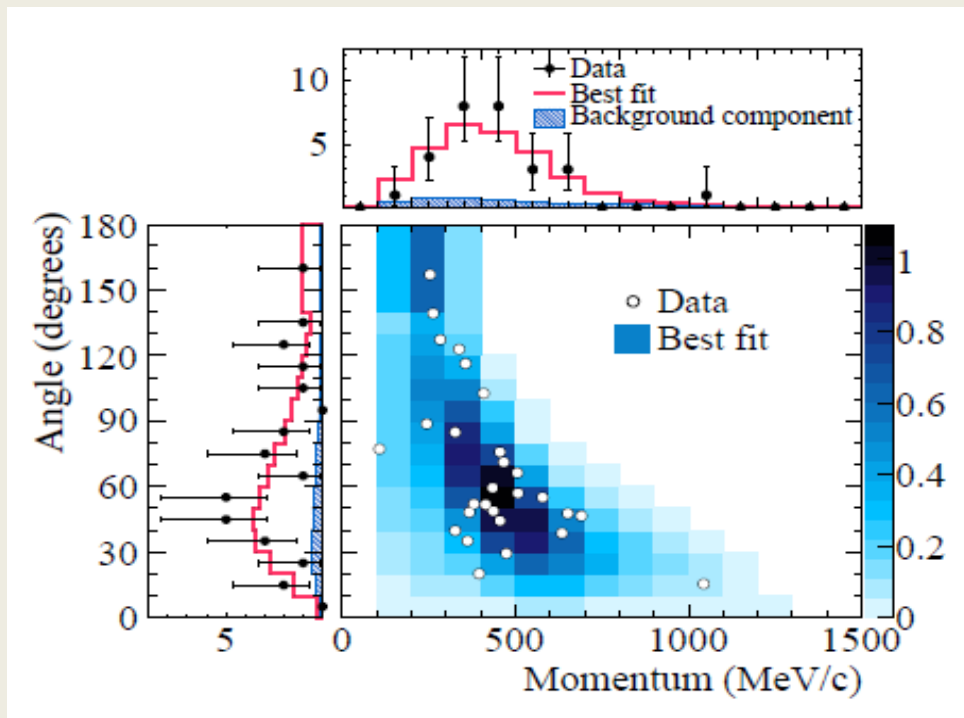 10
5
Data
Best fit
Background component
Angle (degrees)
180
150
120
90
60
30
0
5
Data
Best fit
1
0.8
0.6
0.4
0.2
0
0
500
1000
1500
Momentum (MeV/c)